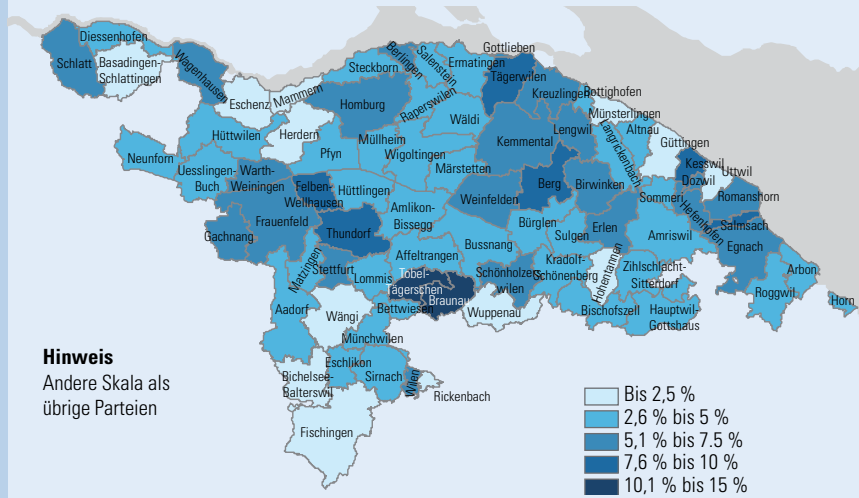 Diessenhofen
Schlatt
Basadingen-
Schlattingen
Wagenhausen
Eschenz
Mammern
Steckborn
Berlingen
Salenstein
Ermatingen
Gottlieben
Tägerwilen
Kreuzlingen
Bottighofen
Münsterlingen
Homburg
Raperswilen
Wäldi
Lengwil
Langrickenbach
Altnau
Güttingen
Herdern
Hüttwilen
Neunforn
Pfyn
Müllheim
Wigoltingen
Märstetten
Kemmental
Kesswil
Uttwil
Dozwil
Romanshorn
Uesslingen-
Buch
Warth-
Weiningen
Felben-
Wellhausen
Hüttlingen
Weinfelden
Berg
Birwinken
Sommeri
Hefenhofen
Salmsach
Frauenfeld
Gachnang
Thundorf
Amlikon-
Bissegg
Bürglen
Sulgen
Erlen
Amriswil
Egnach
Matzingen
Stettfurt
Lommis
Affeltrangen
Bussnang
Schönholzers-
wilen
Kradolf-
Schönenberg
Hohentannen
Zihlschlacht-
Sitterdorf
Arbon
Roggwil
Horn
Tobel-
Tägerschen
Braunau
Bettwiesen
Wuppenau
Bischofszell
Hauptwil-
Gottshaus
Aadorf
Wängi
Münchwilen
Eschlikon
Sirnach
Wilen
Rickenbach
Bichelsee-
Balterswil
Fischingen
Hinweis
Andere Skala als
übrige Parteien
Bis 2,5 %
2,6 % bis 5 %
5,1 % bis 7.5 %
7,6 % bis 10 %
10,1 % bis 15 %